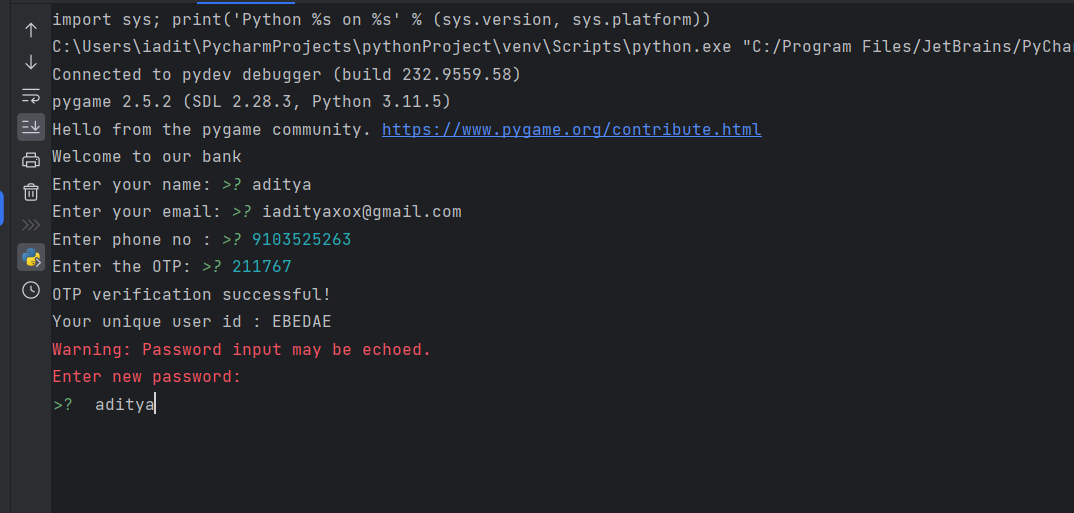 import sys; print('Python %s on %s' % (sys.version, sys.platform))
C:\Users\iadit\PycharmProjects\pythonProject\venv\Scripts\python.exe "C:/Program Files/JetBrains/PyChar
Connected to pydev debugger (build 232.9559.58)
pygame 2.5.2 (SDL 2.28.3, Python 3.11.5)
Hello from the pygame community. https://www.pygame.org/contribute.html
Welcome to our bank
Enter your name: >? aditya
Enter your email: >? iadityaxox@gmail.com
Enter phone no : >? 9103525263
Enter the OTP: >? 211767
OTP verification successful!
Your unique user id : EBEDAE
Warning: Password input may be echoed.
Enter new password:
>? aditya